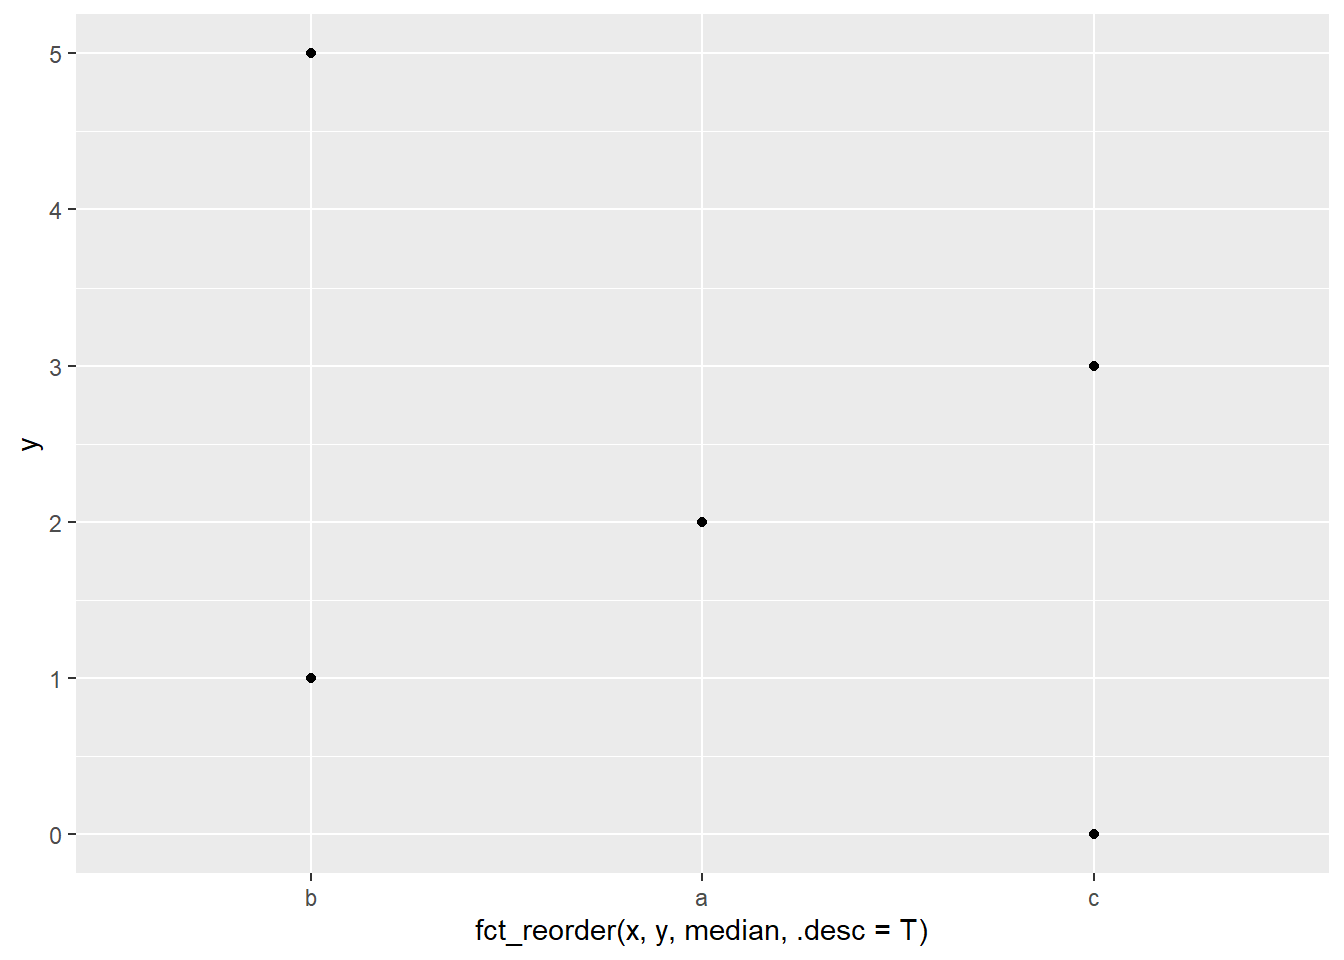 5
4
3
2
1
0
y
b a c
fct_reorder(x, y, median, .desc = T)